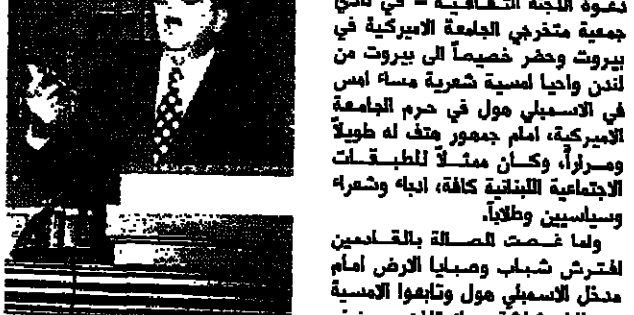 دعوة اللجنة الثقافية - في نادي
جمعية متخرجي الجامعة الاميركية في
بيروت وحضر خصيصاً الى بيروت من
لندن واحيا امسية شعرية مساء امس
في الاسمبلي هول في حرم الجامعة
الاميركية، امام جمهور هتف له طويلاً
ومراراً، وكان ممثلاً للطبقات
الاجتماعية اللبنانية كافة، ادباء وشعراء
وسياسيين وطلاباً.
ولما غصت الصالة بالقادمين
افترش شباب وصبايا الارض امام
مدخل الاسمبلي هول وتابعوا الامسية